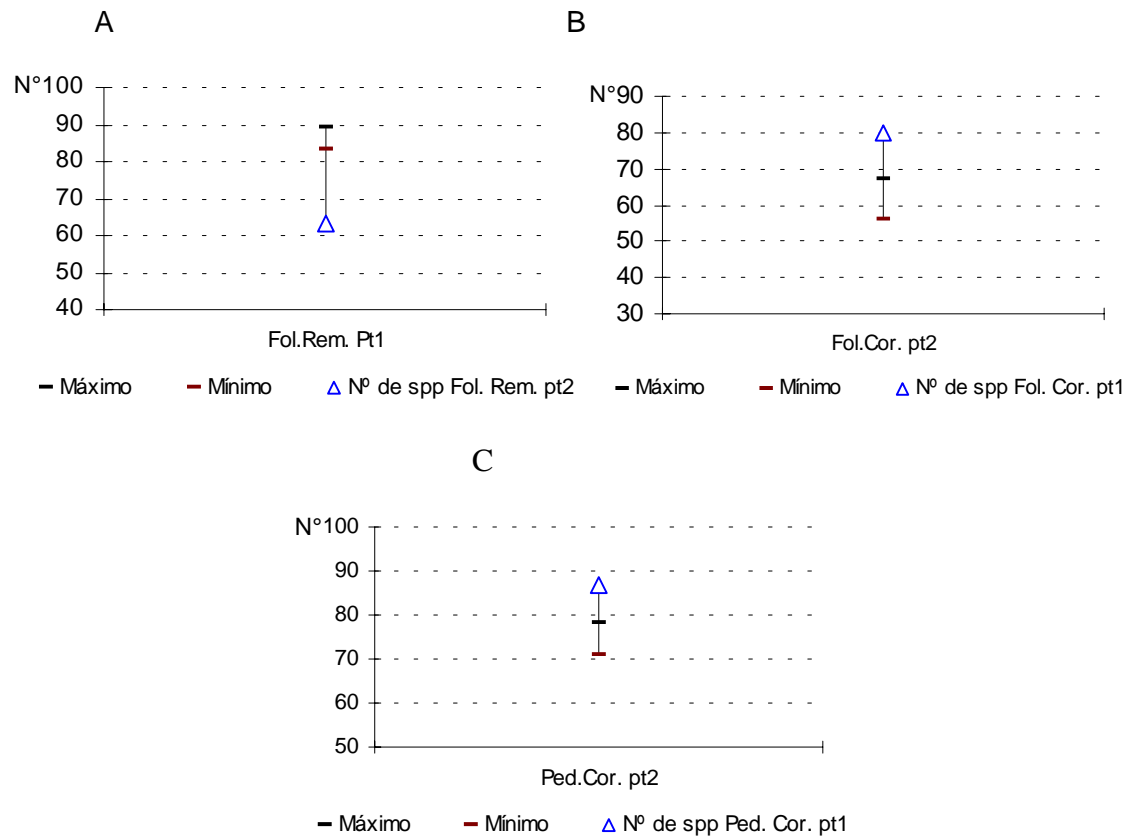 A
N°100
90
80
70
60
50
40
Fol.Rem. Pt1
Máximo Mínimo Nº de spp Fol. Rem. pt2
B
N°90
80
70
60
50
40
30
Fol.Cor. pt2
Máximo Mínimo Nº de spp Fol. Cor. pt1
C
N°100
90
80
70
60
50
Ped.Cor. pt2
Máximo Mínimo Nº de spp Ped. Cor. pt1